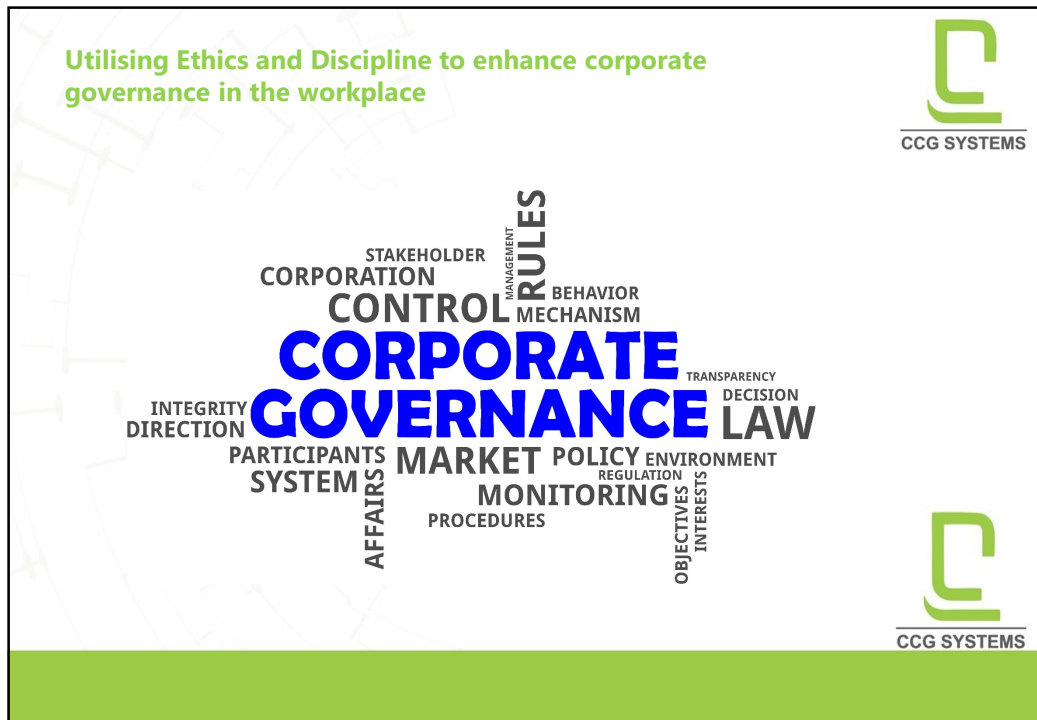 Utilising Ethics and Discipline to enhance corporate
governance in the workplace
CCG SYSTEMS
RULES
MANAGEMENT
STAKEHOLDER
CORPORATION
BEHAVIOR
CONTROL
MECHANISM
CORPORATE
TRANSPARENCY
DECISION
INTEGRITY
GOVERNANCE
LAW
DIRECTION
PARTICIPANTS
MARKET
POLICY
ENVIRONMENT
SYSTEM
AFFAIRS
REGULATION
MONITORING
OBJECTIVES
INTERESTS
PROCEDURES
CCG SYSTEMS